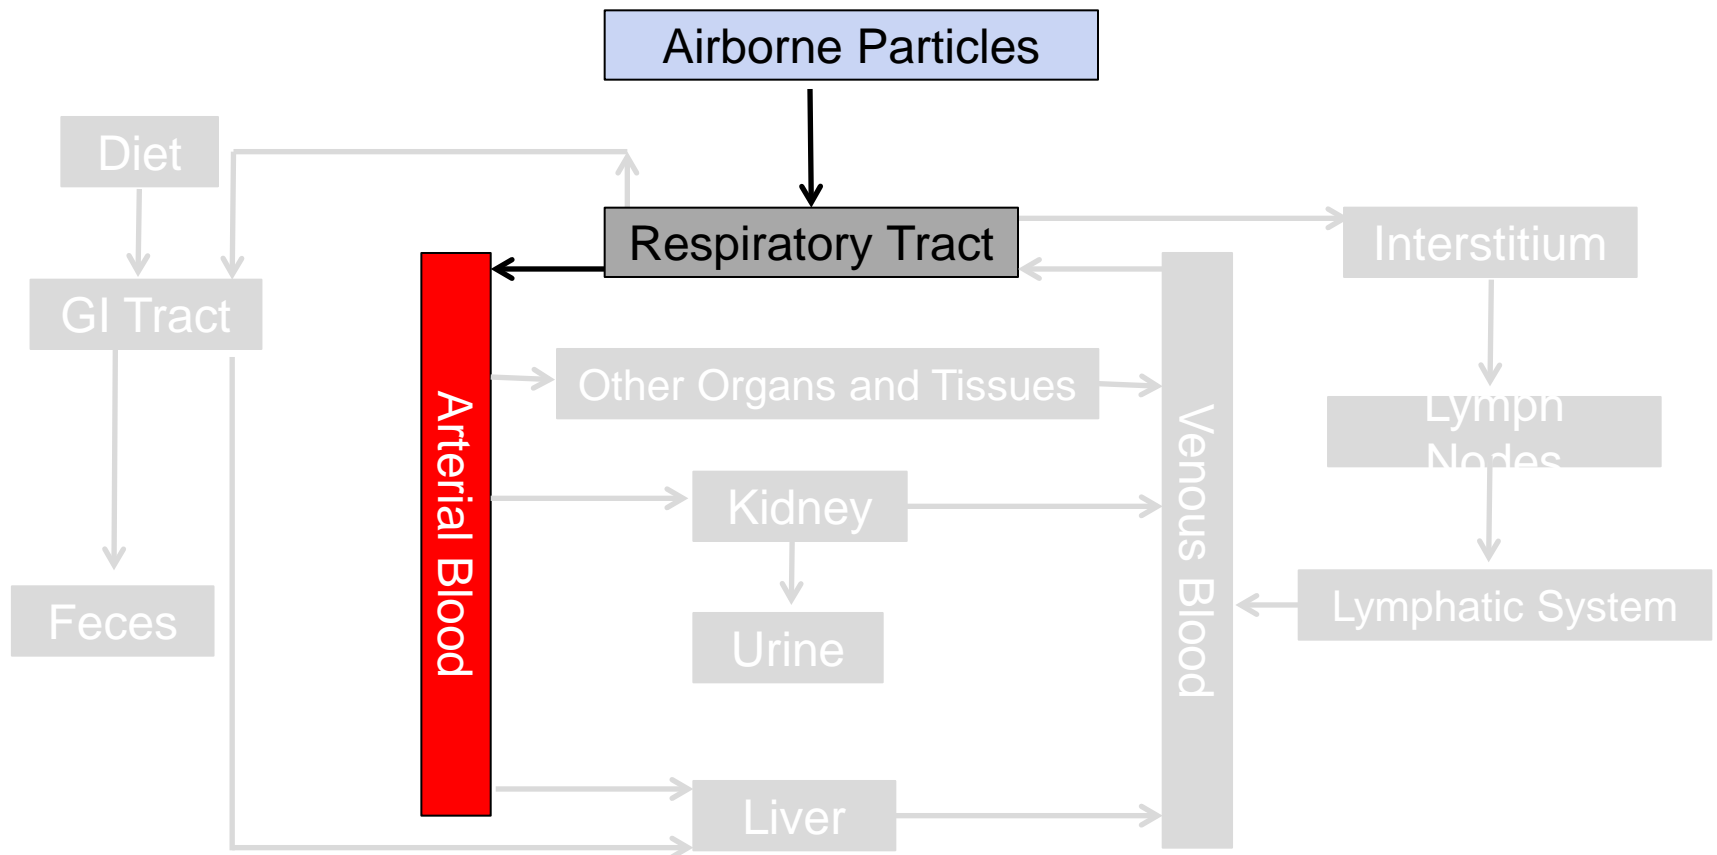 Airborne Particles
Diet
Respiratory Tract
Interstitium
GI Tract
Other Organs and Tissues
Arterial Blood
Venous Blood
Lymph
Nodes
Kidney
Feces
Urine
Lymphatic System
Liver